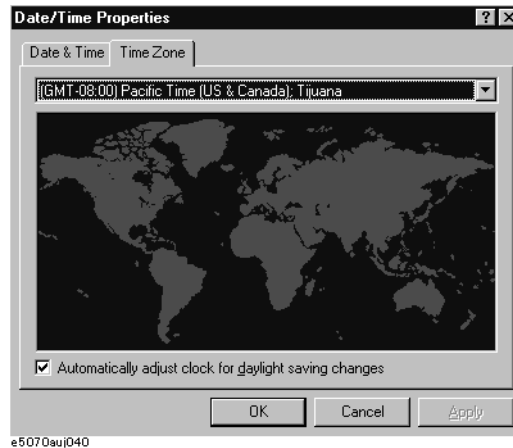 Date/Time Properties
Date & Time Time Zone
(GMT-08:00) Pacific Time (US & Canada); Tijuana
Automatically adjust clock for daylight saving changes
OK Cancel Apply
e5070auj040